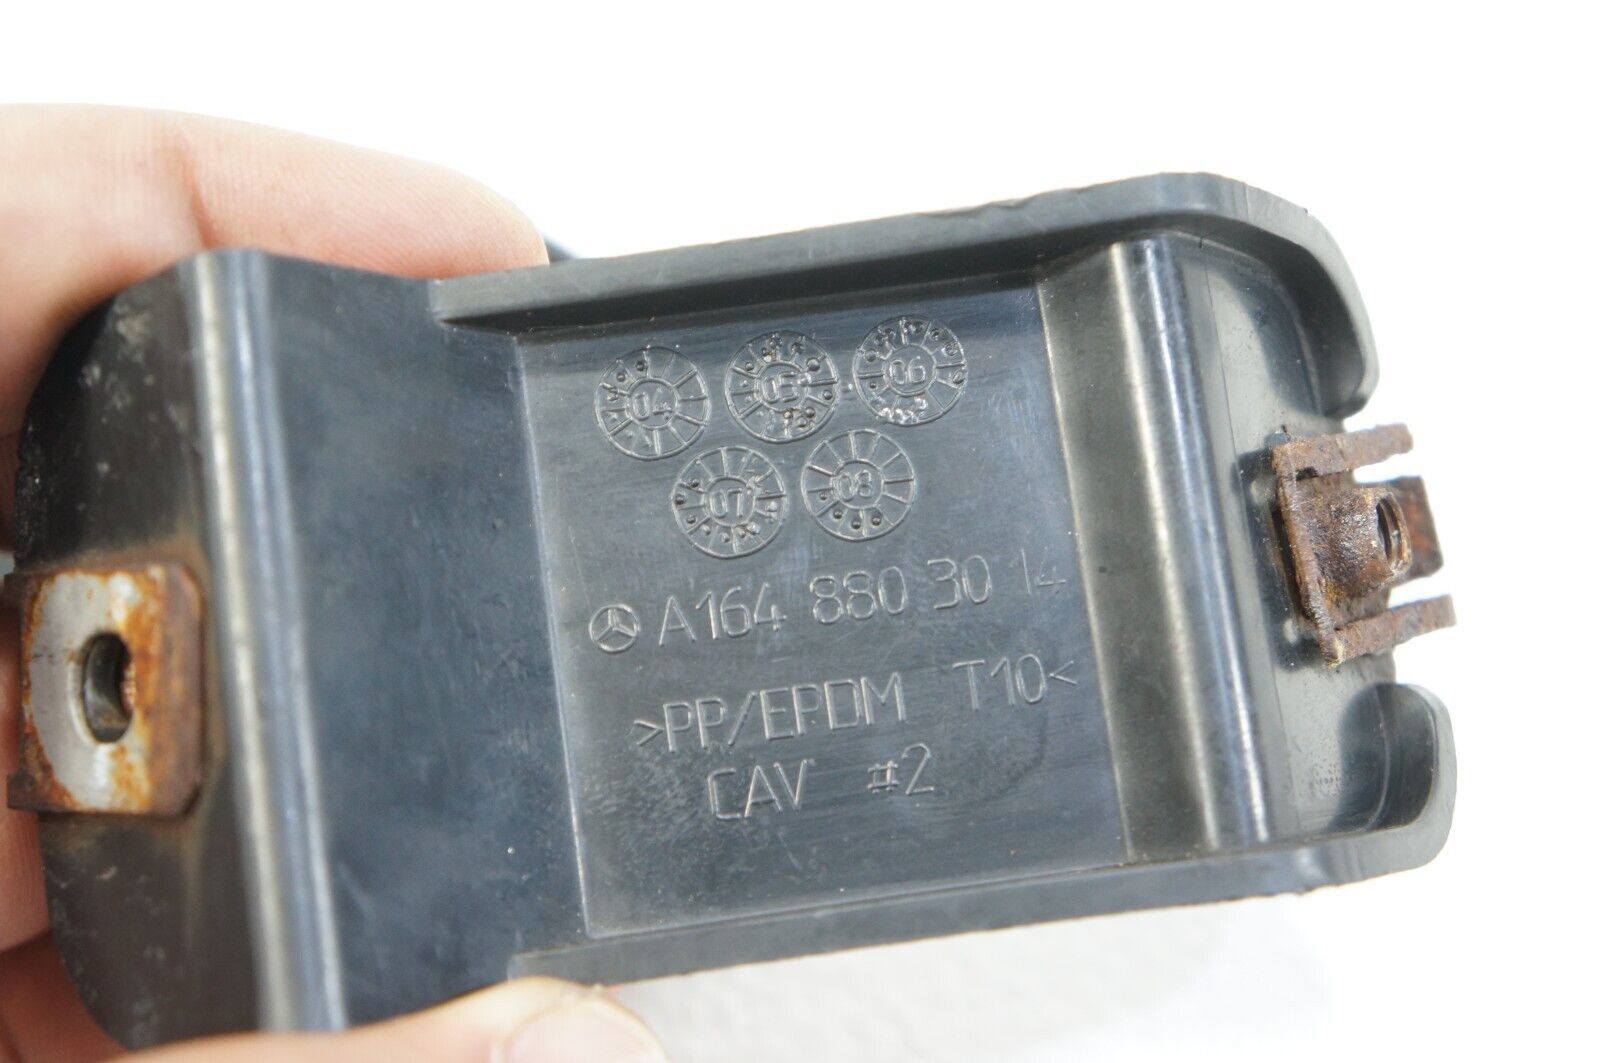 04 05 06
07 08
A164 880 30 14
>PP/EPDM T10<
CAV #2